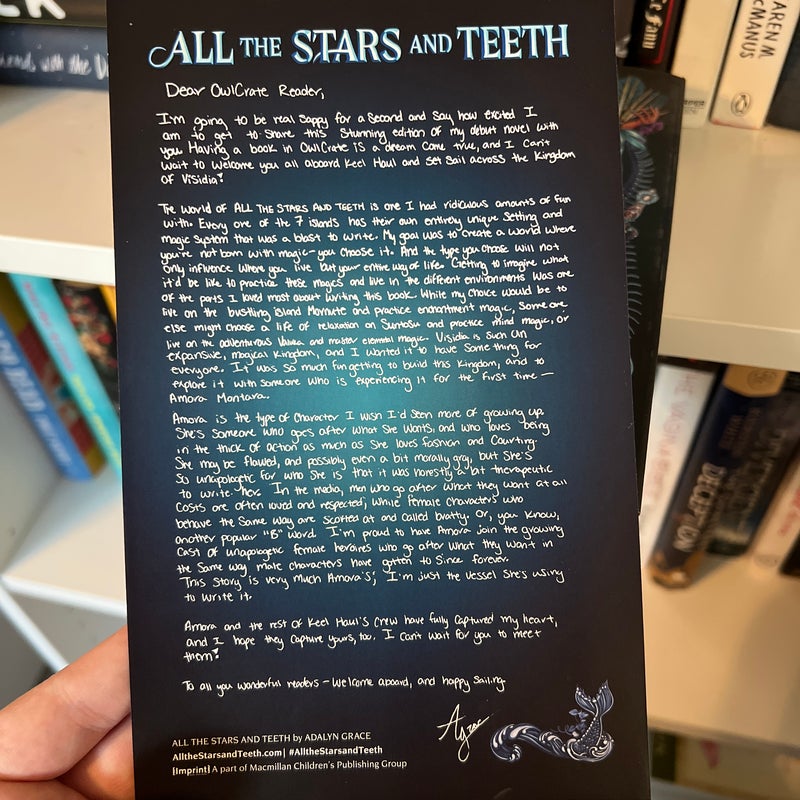 ALL THE STARS AND TEETH
Dear OwlCrate Reader,
I'm going to be real sappy for a second and say how excited I
am to get to share this stunning edition of my debut novel with
you. Having a book in OwlCrate IS a dream come true, and I can't
wait to welcome you all aboard Keel Haul and set sail across the Kingdom
of Visidia!
The world of ALL THE STARS AND TEETH is one I had ridiculous amounts of fun
with. Every one of the 7 islands has their own entirely unique setting and
magic system that was a blast to write. My goal was to create a world where
you're not born with magic—you choose it. And the type you choose will not
only influence where you live but your entire way of life. Getting to imagine what
it'd be like to practice these magics and live in the different environments was one
of the parts I loved most about writing this book. While my choice would be to
live on the bustling island Mornute and practice enchantment magic, someone
else might choose a life of relaxation on Suntosu and practice mind magic, or
live on the adventurous Valuka and master elemental magic. Visidia is such an
expansive, magical kingdom, and I wanted it to have something for
everyone. It was so much fun getting to build this kingdom, and to
explore it with someone who is experiencing it for the first time—
Amora Montara.
Amora is the type of character I wish I'd seen more of growing up.
She's someone who goes after what she wants, and who loves being
in the thick of action as much as she loves fashion and courting.
She may be flawed, and possibly even a bit morally gray, but she's
so unapologetic for who she is that it was honestly a bit therapeutic
to write her. In the media, men who go after what they want at all
costs are often loved and respected, while female characters who
behave the same way are scoffed at and called bratty. Or, you know,
another popular "B" word. I'm proud to have Amora join the growing
cast of unapologetic female heroines who go after what they want in
the same way male characters have gotten to since forever.
This story is very much Amora's; I'm just the vessel she's using
to write it.
Amora and the rest of Keel Haul's crew have fully captured my heart,
and I hope they capture yours, too. I can't wait for you to meet
them!
To all you wonderful readers—welcome aboard, and happy sailing.
ALL THE STARS AND TEETH by ADALYN GRACE
AlltheStarsandTeeth.com | #AlltheStarsandTeeth
[Imprint] A part of Macmillan Children's Publishing Group
KAREN M.
McMANUS
DECEPTION